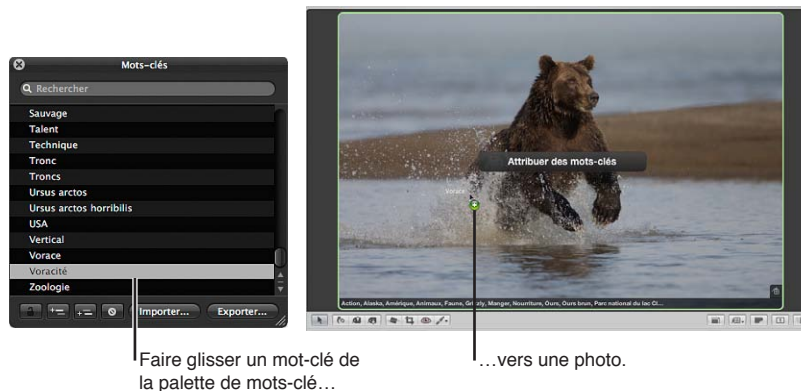 Mots-clés
Rechercher
Sauvage
Talent
Technique
Tronc
Troncs
Ursus arctos
Ursus arctos horribilis
USA
Vertical
Vorace
Voracité
Zoologie
Importer...
Exporter...
Attribuer des mots-clés
Vorace
Action, Alaska, Amérique, Animaux, Faune, Grizzly, Manger, Nourriture, Ours, Ours brun, Parc national du lac Cl...
Faire glisser un mot-clé de
la palette de mots-clé…
…vers une photo.